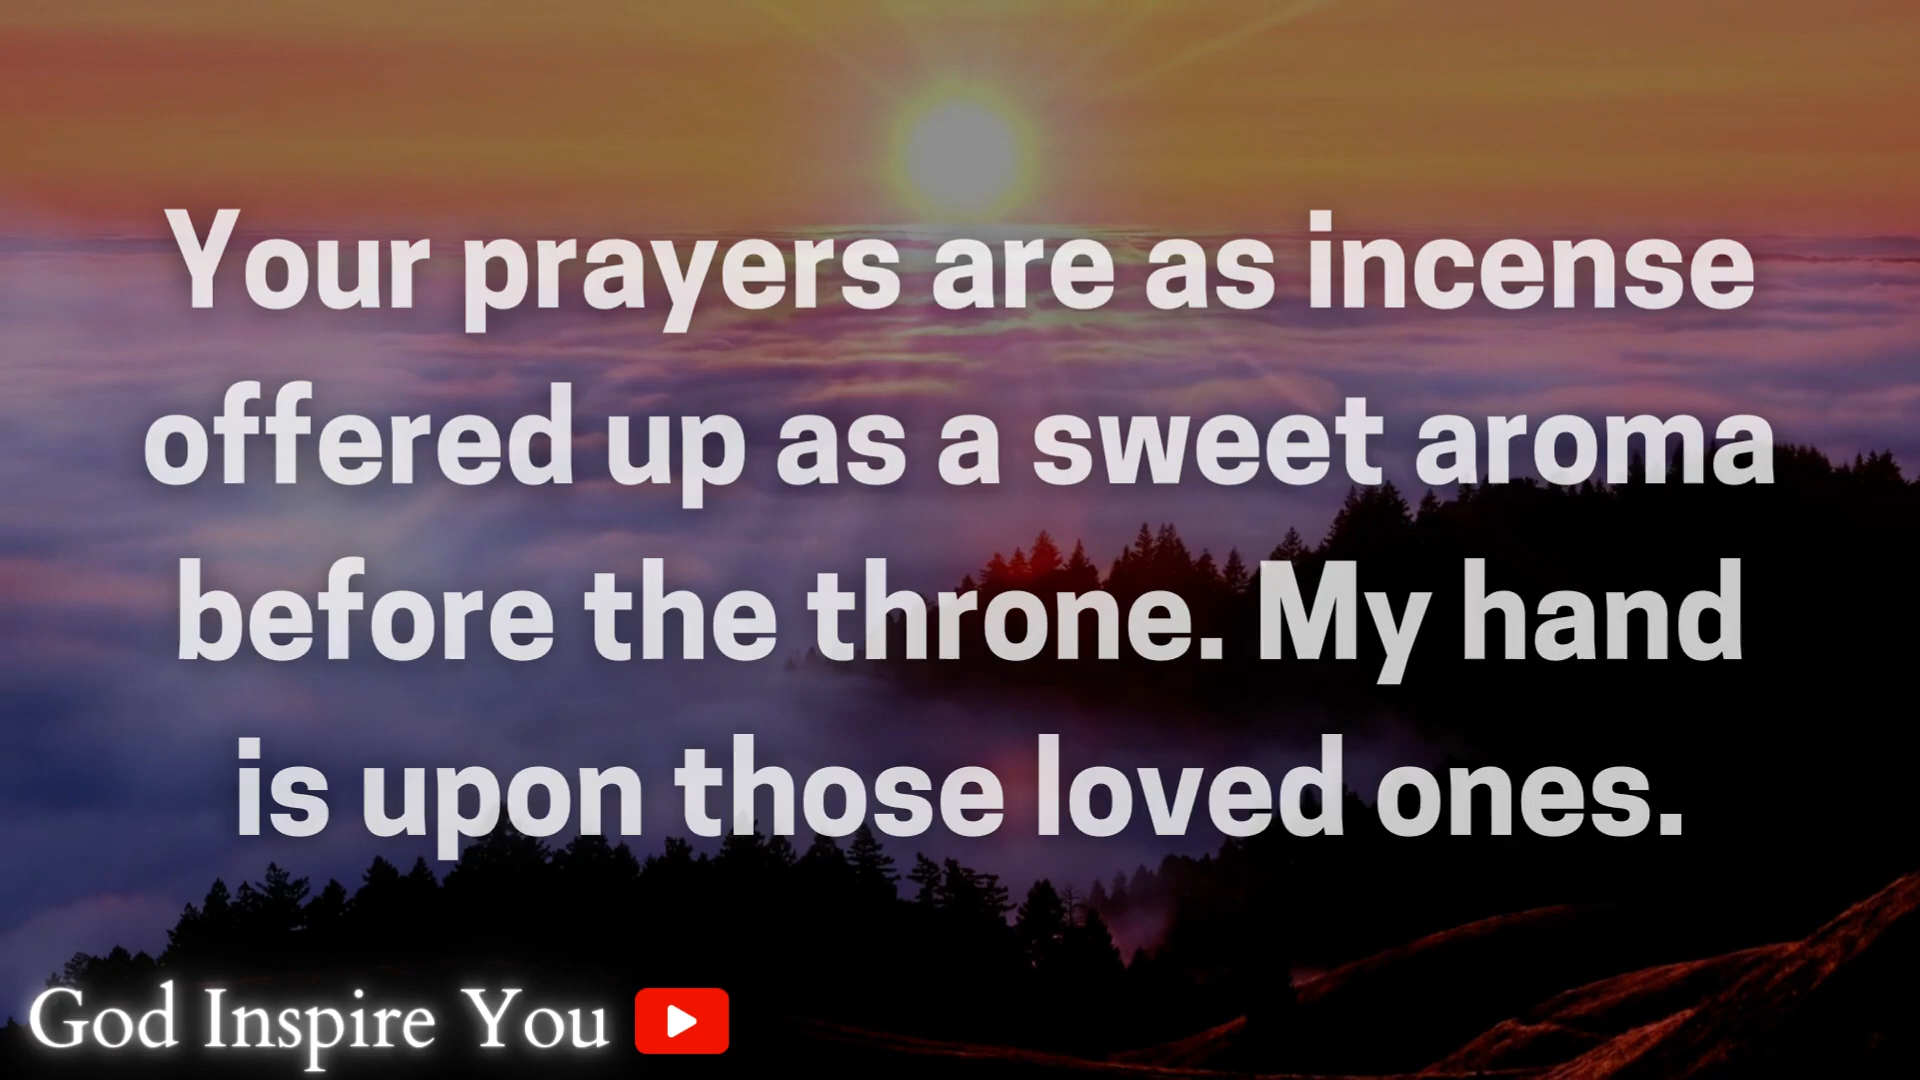 Your prayers are as incense
offered up as a sweet aroma
before the throne. My hand
is upon those loved ones.
God Inspire You